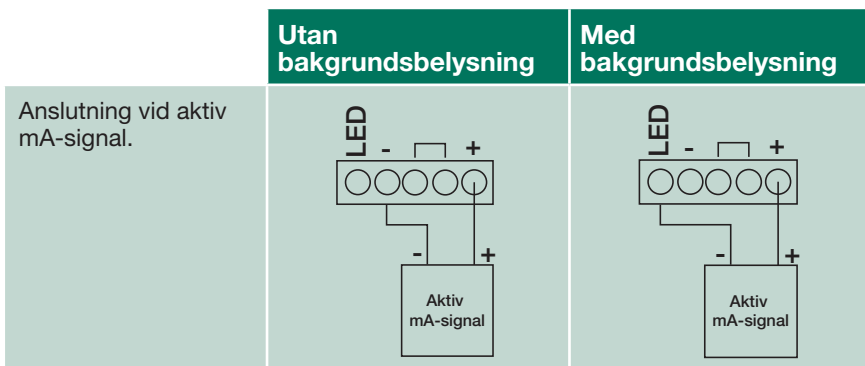 Utan
bakgrundsbelysning
Med
bakgrundsbelysning
Anslutning vid aktiv
mA-signal.
LED - +
- +
Aktiv
mA-signal
LED - +
- +
Aktiv
mA-signal